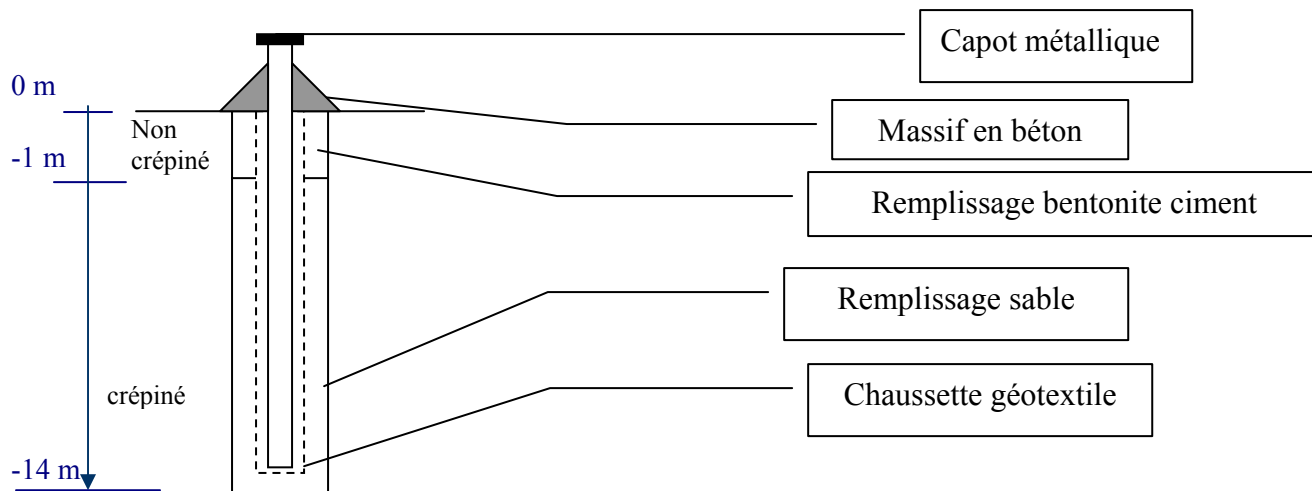 Capot métallique
0 m
Massif en béton
Non
crépiné
-1 m
Remplissage bentonite ciment
Remplissage sable
crépiné
Chaussette géotextile
-14 m